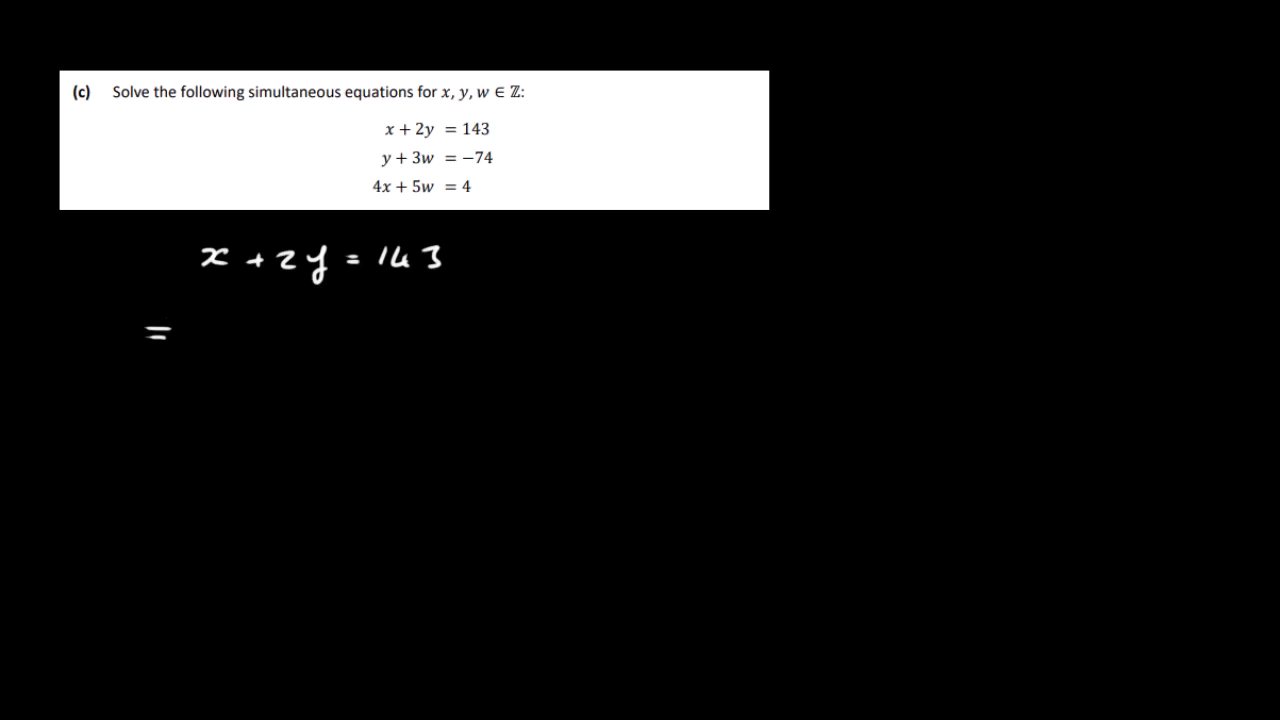 (c) Solve the following simultaneous equations for x, y, w ∈ ℤ:
x + 2y = 143
y + 3w = −74
4x + 5w = 4
x + 2y = 143
=